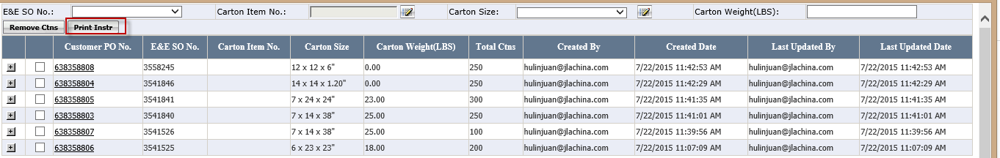 E&E SO No.: Carton Item No.: Carton Size: Carton Weight(LBS):
Remove Ctns Print Instr
Customer PO No. E&E SO No. Carton Item No. Carton Size Carton Weight(LBS) Total Ctns Created By Created Date Last Updated By Last Updated Date
638358808 3558245 12 x 12 x 6" 0.00 250 hulinjuan@jlachina.com 7/22/2015 11:42:53 AM hulinjuan@jlachina.com 7/22/2015 11:42:53 AM
638358804 3541846 14 x 14 x 1.20" 0.00 250 hulinjuan@jlachina.com 7/22/2015 11:42:29 AM hulinjuan@jlachina.com 7/22/2015 11:42:29 AM
638358805 3541841 7 x 24 x 24" 23.00 300 hulinjuan@jlachina.com 7/22/2015 11:41:35 AM hulinjuan@jlachina.com 7/22/2015 11:41:35 AM
638358803 3541840 7 x 14 x 38" 25.00 250 hulinjuan@jlachina.com 7/22/2015 11:41:01 AM hulinjuan@jlachina.com 7/22/2015 11:41:01 AM
638358807 3541526 7 x 14 x 38" 25.00 100 hulinjuan@jlachina.com 7/22/2015 11:39:56 AM hulinjuan@jlachina.com 7/22/2015 11:39:56 AM
638358806 3541525 6 x 23 x 23" 18.00 200 hulinjuan@jlachina.com 7/22/2015 11:07:09 AM hulinjuan@jlachina.com 7/22/2015 11:07:09 AM